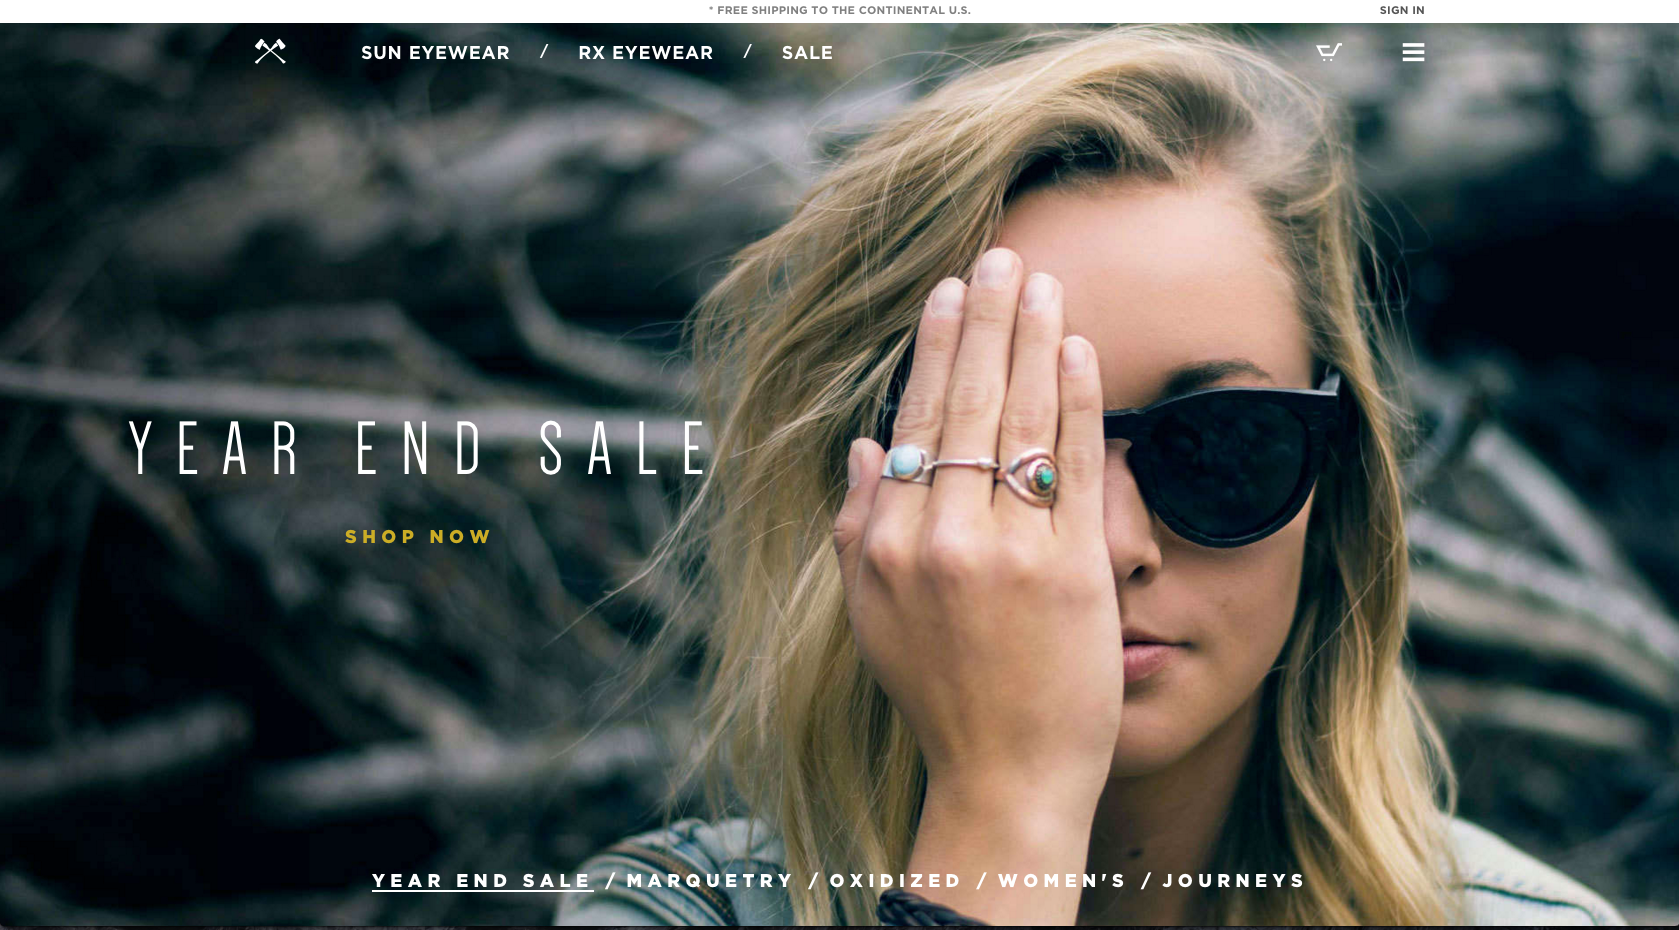 * FREE SHIPPING TO THE CONTINENTAL U.S. SIGN IN
SUN EYEWEAR / RX EYEWEAR / SALE
YEAR END SALE
SHOP NOW
YEAR END SALE / MARQUETRY / OXIDIZED / WOMEN'S / JOURNEYS